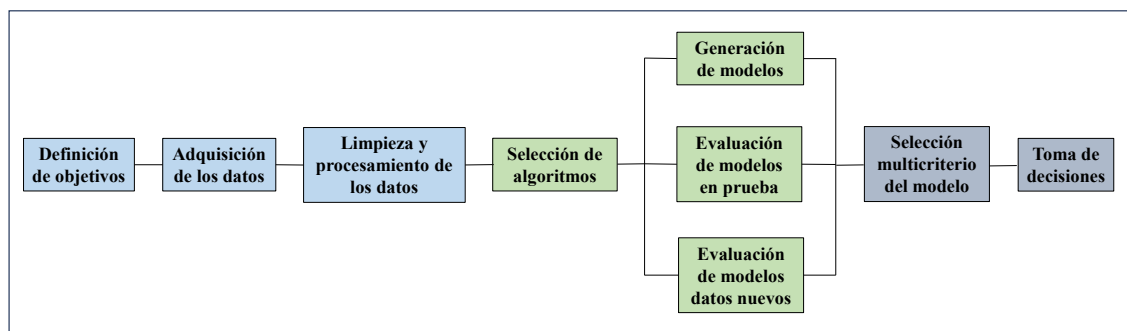 Definición
de objetivos
Adquisición
de los datos
Limpieza y
procesamiento de
los datos
Selección de
algoritmos
Generación
de modelos
Evaluación
de modelos
en prueba
Evaluación
de modelos
datos nuevos
Selección
multicriterio
del modelo
Toma de
decisiones